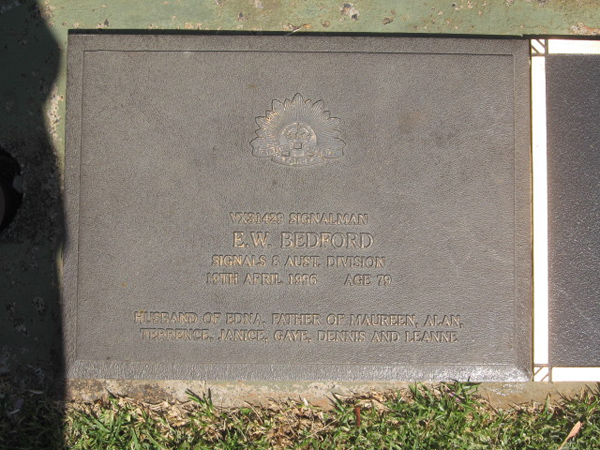 VX31429 SIGNALMAN
E.W. BEDFORD
SIGNALS 8 AUST. DIVISION
19TH APRIL 1996 AGE 79
HUSBAND OF EDNA, FATHER OF MAUREEN, ALAN,
TERRENCE, JANICE, GAYE, DENNIS AND LEANNE